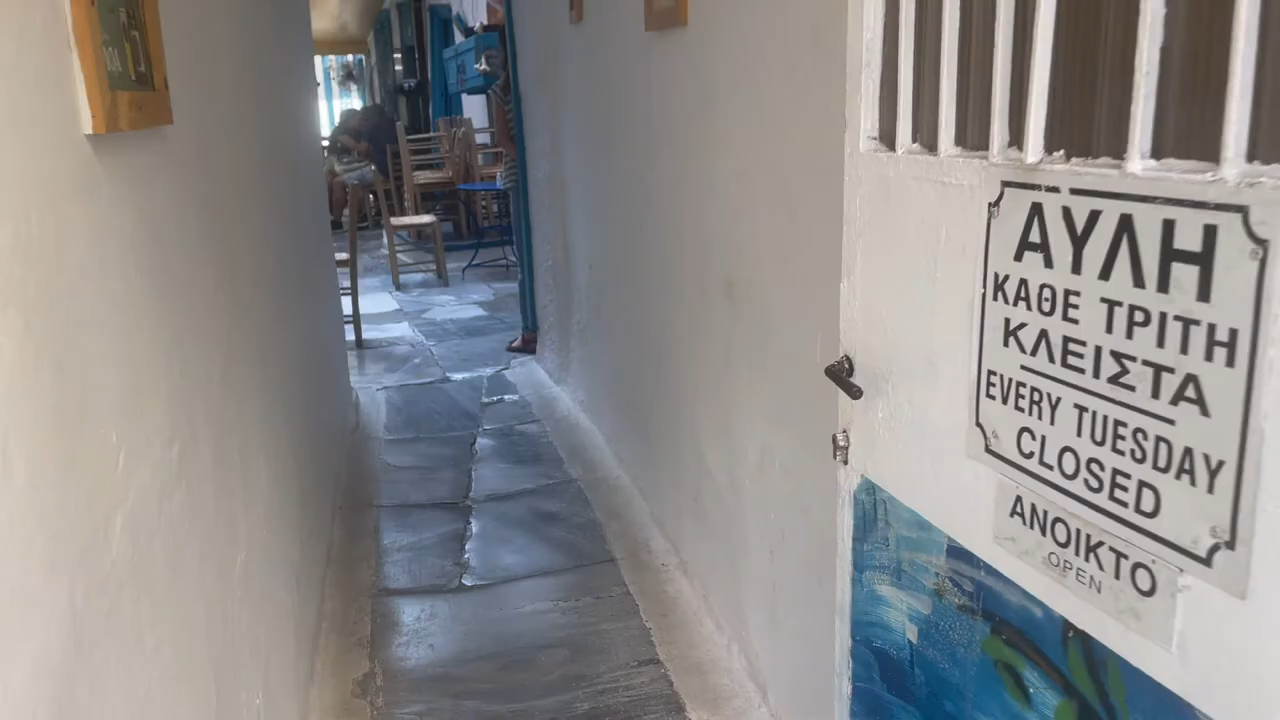 ΑΥΛΗ
ΚΑΘΕ ΤΡΙΤΗ
ΚΛΕΙΣΤΑ
EVERY TUESDAY
CLOSED
ΑΝΟΙΚΤΟ
OPEN